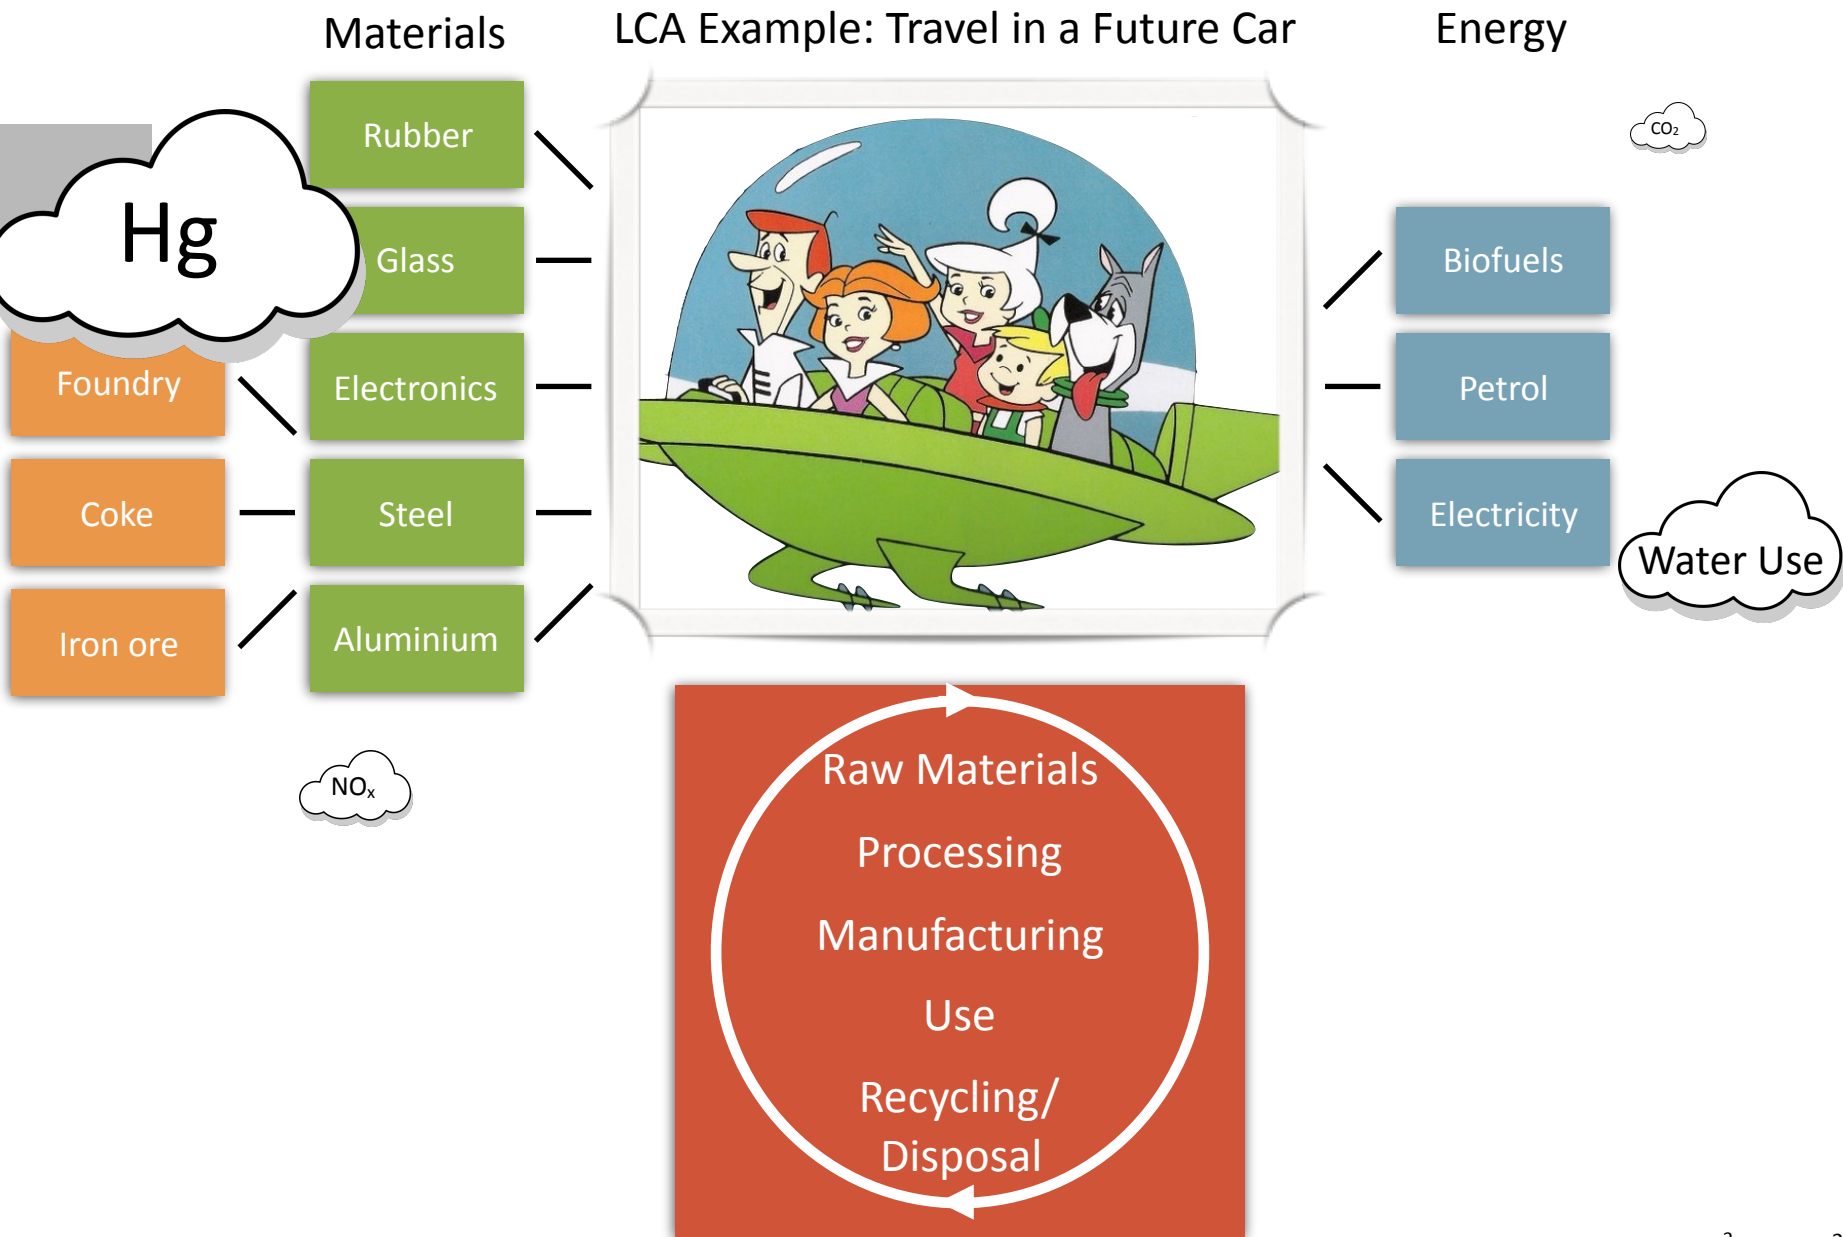 Materials
LCA Example: Travel in a Future Car
Energy
Rubber
CO₂
Hg
Glass
Biofuels
Foundry
Electronics
Petrol
Coke
Steel
Electricity
Water Use
Iron ore
Aluminium
NOₓ
Raw Materials
Processing
Manufacturing
Use
Recycling/
Disposal